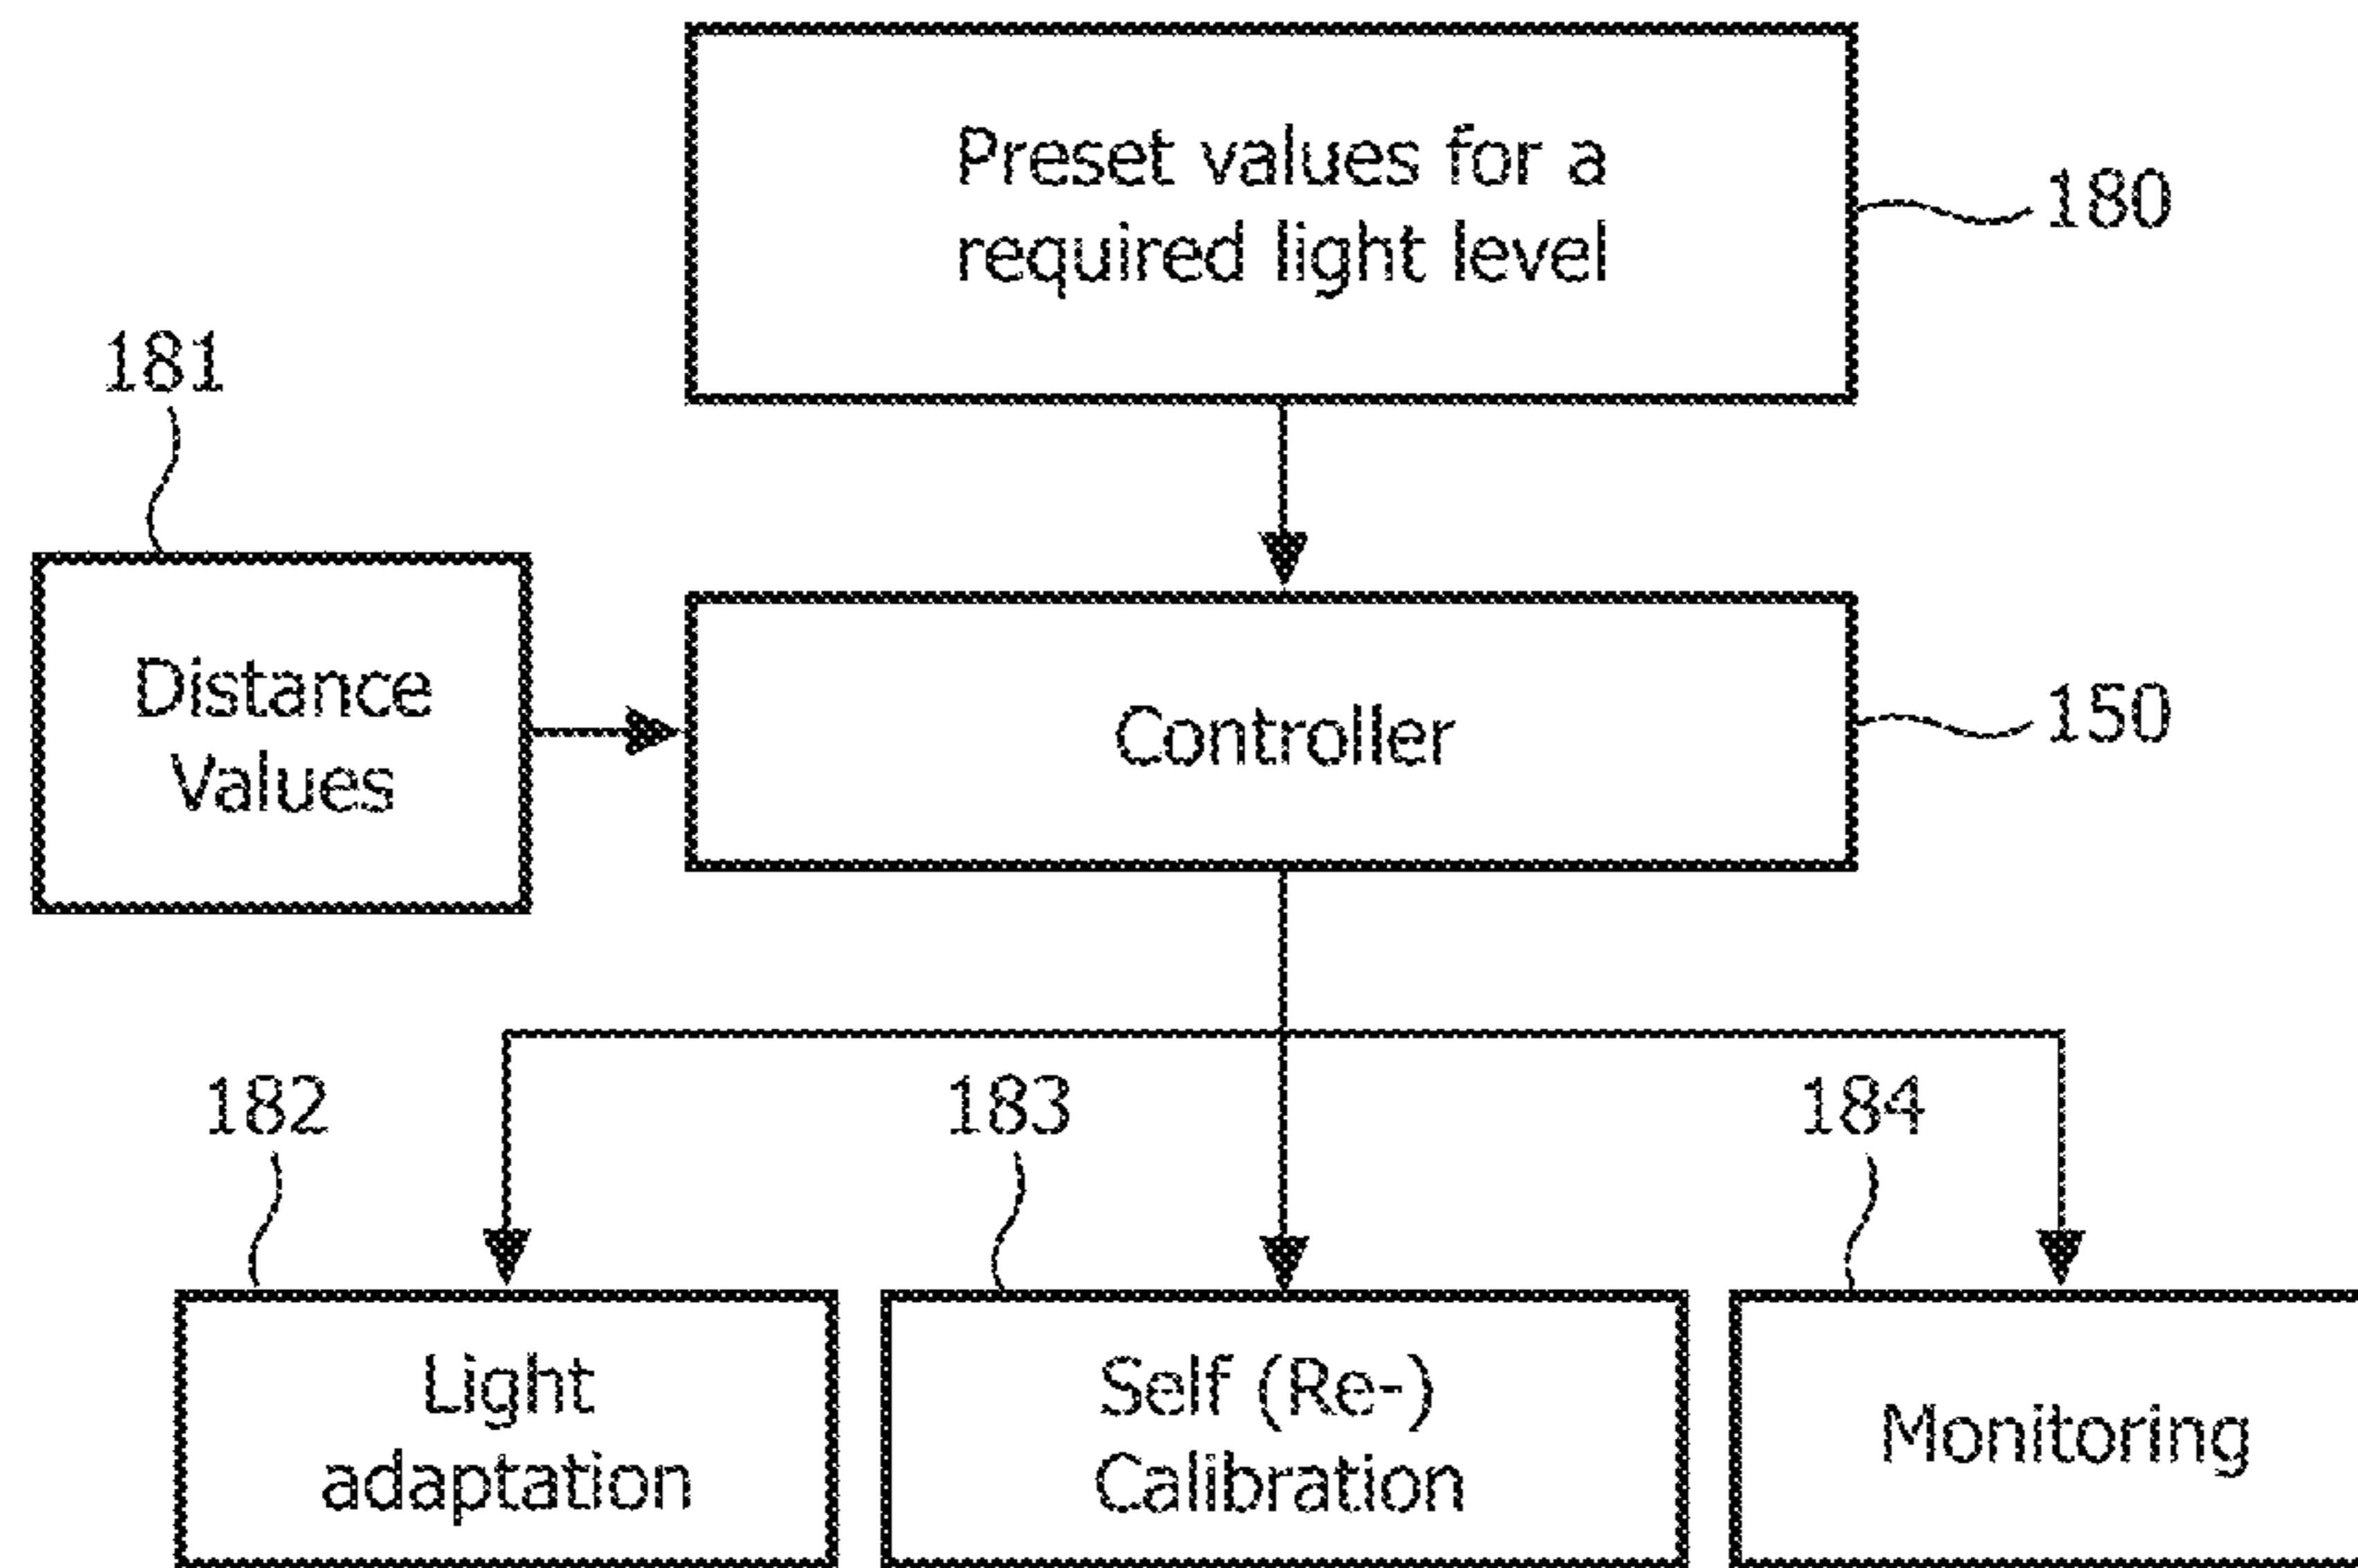 Preset values for a
required light level
180
181
Distance
Values
Controller
150
182
183
184
Light
adaptation
Self (Re-)
Calibration
Monitoring